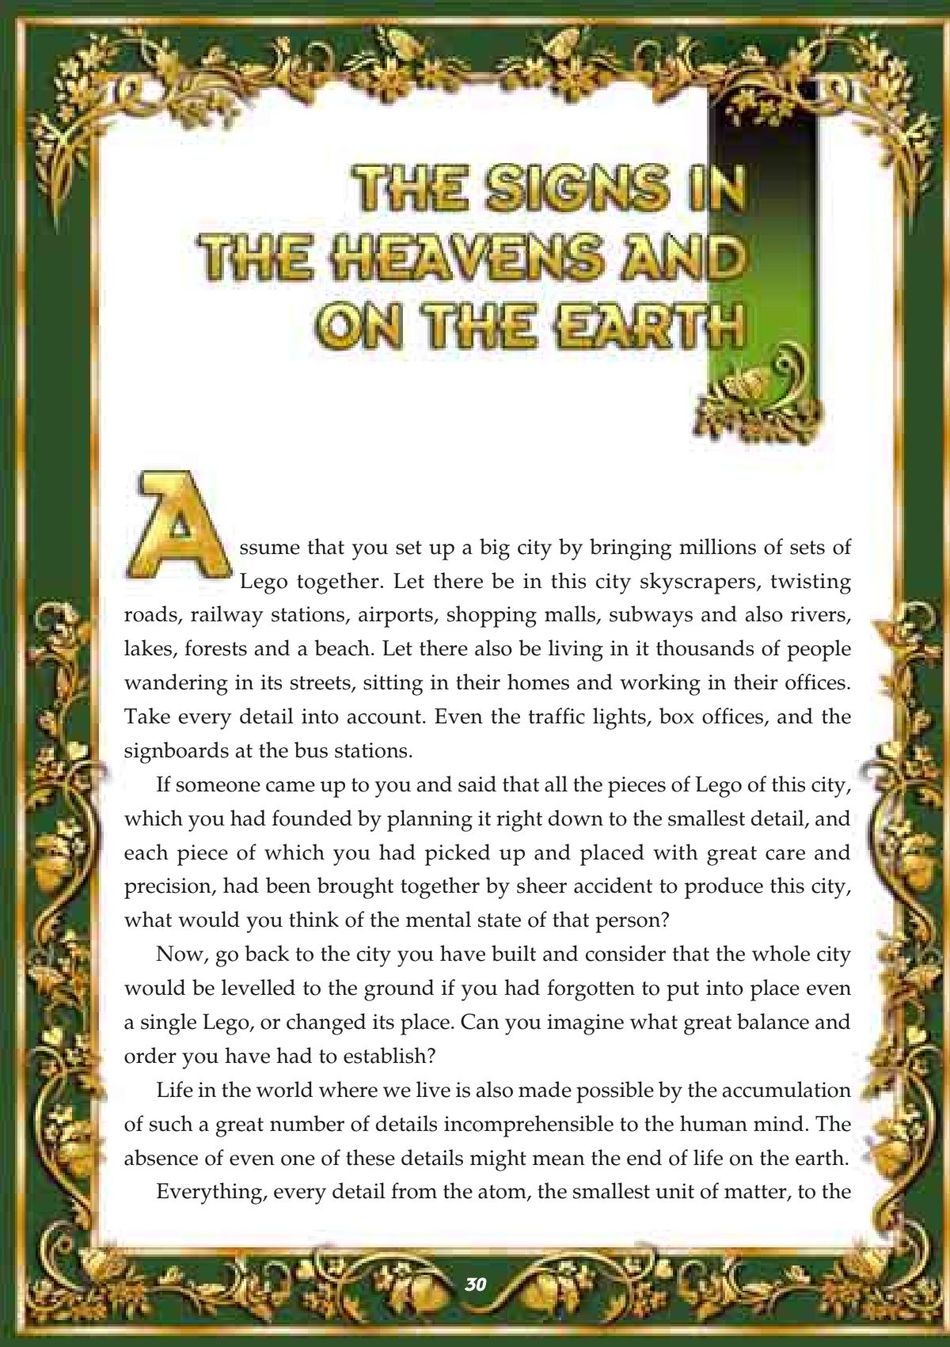 THE SIGNS IN
THE HEAVENS AND
ON THE EARTH
Assume that you set up a big city by bringing millions of sets of
Lego together. Let there be in this city skyscrapers, twisting
roads, railway stations, airports, shopping malls, subways and also rivers,
lakes, forests and a beach. Let there also be living in it thousands of people
wandering in its streets, sitting in their homes and working in their offices.
Take every detail into account. Even the traffic lights, box offices, and the
signboards at the bus stations.
If someone came up to you and said that all the pieces of Lego of this city,
which you had founded by planning it right down to the smallest detail, and
each piece of which you had picked up and placed with great care and
precision, had been brought together by sheer accident to produce this city,
what would you think of the mental state of that person?
Now, go back to the city you have built and consider that the whole city
would be levelled to the ground if you had forgotten to put into place even
a single Lego, or changed its place. Can you imagine what great balance and
order you have had to establish?
Life in the world where we live is also made possible by the accumulation
of such a great number of details incomprehensible to the human mind. The
absence of even one of these details might mean the end of life on the earth.
Everything, every detail from the atom, the smallest unit of matter, to the
30